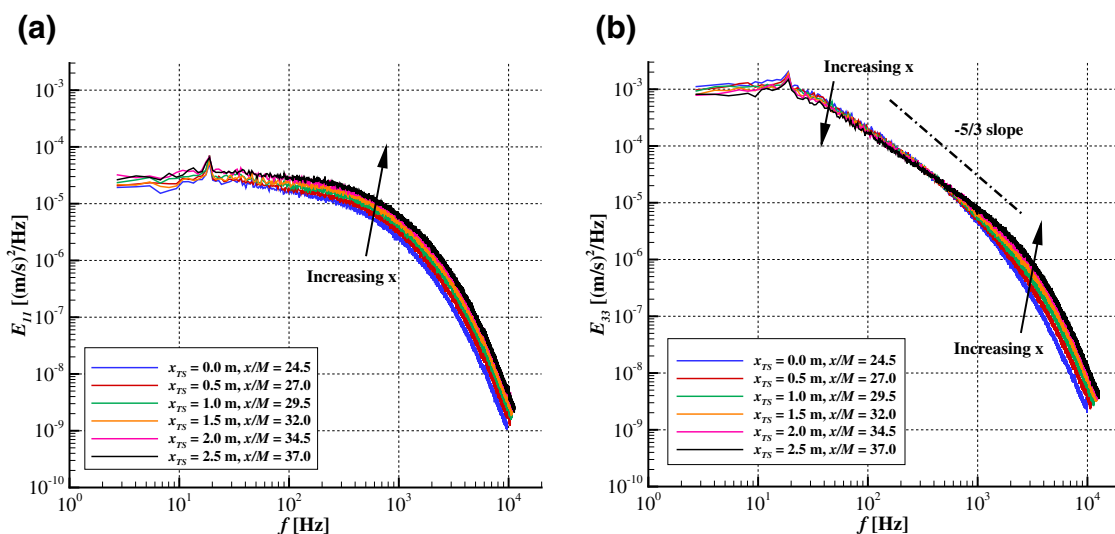 (a)
10⁻³
10⁻⁴
10⁻⁵
10⁻⁶
10⁻⁷
10⁻⁸
10⁻⁹
10⁻¹⁰
E₁₁ [(m/s)²/Hz]
Increasing x
x_TS = 0.0 m, x/M = 24.5
x_TS = 0.5 m, x/M = 27.0
x_TS = 1.0 m, x/M = 29.5
x_TS = 1.5 m, x/M = 32.0
x_TS = 2.0 m, x/M = 34.5
x_TS = 2.5 m, x/M = 37.0
10⁰ 10¹ 10² 10³ 10⁴
f [Hz]
(b)
10⁻³
10⁻⁴
10⁻⁵
10⁻⁶
10⁻⁷
10⁻⁸
10⁻⁹
10⁻¹⁰
E₃₃ [(m/s)²/Hz]
Increasing x
-5/3 slope
Increasing x
x_TS = 0.0 m, x/M = 24.5
x_TS = 0.5 m, x/M = 27.0
x_TS = 1.0 m, x/M = 29.5
x_TS = 1.5 m, x/M = 32.0
x_TS = 2.0 m, x/M = 34.5
x_TS = 2.5 m, x/M = 37.0
10⁰ 10¹ 10² 10³ 10⁴
f [Hz]